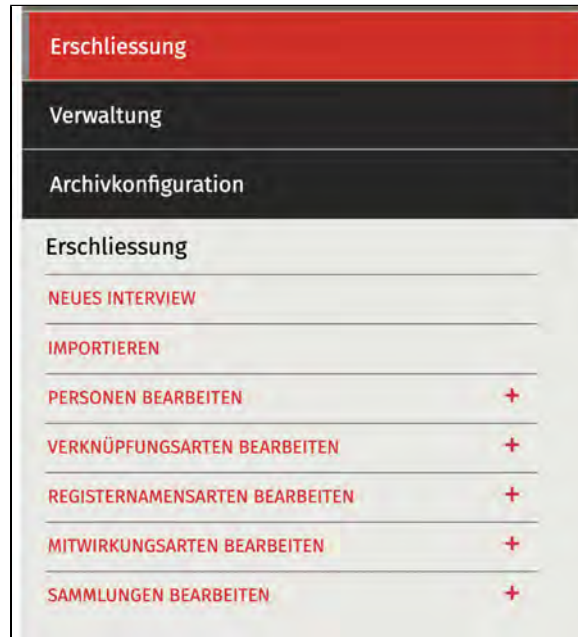 Erschliessung
Verwaltung
Archivkonfiguration
Erschliessung
NEUES INTERVIEW
IMPORTIEREN
PERSONEN BEARBEITEN +
VERKNÜPFUNGSARTEN BEARBEITEN +
REGISTERNAMENSARTEN BEARBEITEN +
MITWIRKUNGSARTEN BEARBEITEN +
SAMMLUNGEN BEARBEITEN +